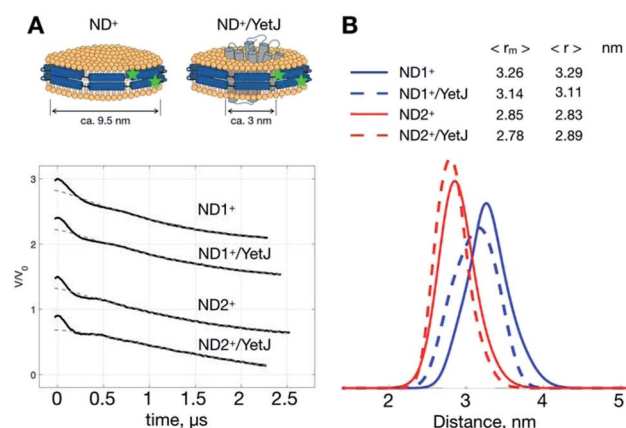 A
ND⁺
ND⁺/YetJ
ca. 9.5 nm
ca. 3 nm
V/V₀
3
2
1
0
ND1⁺
ND1⁺/YetJ
ND2⁺
ND2⁺/YetJ
0 0.5 1.0 1.5 2.0 2.5
time, μs
B
< rₘ > < r > nm
ND1⁺ 3.26 3.29
ND1⁺/YetJ 3.14 3.11
ND2⁺ 2.85 2.83
ND2⁺/YetJ 2.78 2.89
2 3 4 5
Distance, nm